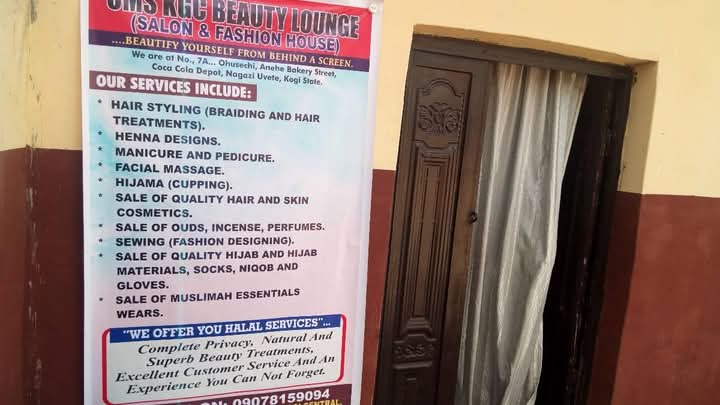 UMS KGC BEAUTY LOUNGE
(SALON & FASHION HOUSE)
....BEAUTIFY YOURSELF FROM BEHIND A SCREEN.
We are at No., 7A... Ohusechi, Anehe Bakery Street,
Coca Cola Depot, Nagazi Uvete, Kogi State.
OUR SERVICES INCLUDE:
* HAIR STYLING (BRAIDING AND HAIR
TREATMENTS).
* HENNA DESIGNS.
* MANICURE AND PEDICURE.
* FACIAL MASSAGE.
* HIJAMA (CUPPING).
* SALE OF QUALITY HAIR AND SKIN
COSMETICS.
* SALE OF OUDS, INCENSE, PERFUMES.
* SEWING (FASHION DESIGNING).
* SALE OF QUALITY HIJAB AND HIJAB
MATERIALS, SOCKS, NIQOB AND
GLOVES.
* SALE OF MUSLIMAH ESSENTIALS
WEARS.
"WE OFFER YOU HALAL SERVICES"...
Complete Privacy, Natural And
Superb Beauty Treatments,
Excellent Customer Service And An
Experience You Can Not Forget.
ON: 09078159094
CENTRAL,